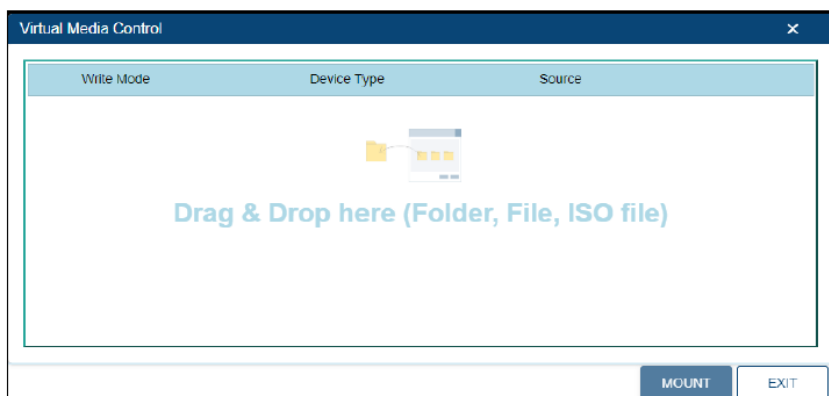 Virtual Media Control
Write Mode Device Type Source
Drag & Drop here (Folder, File, ISO file)
MOUNT EXIT